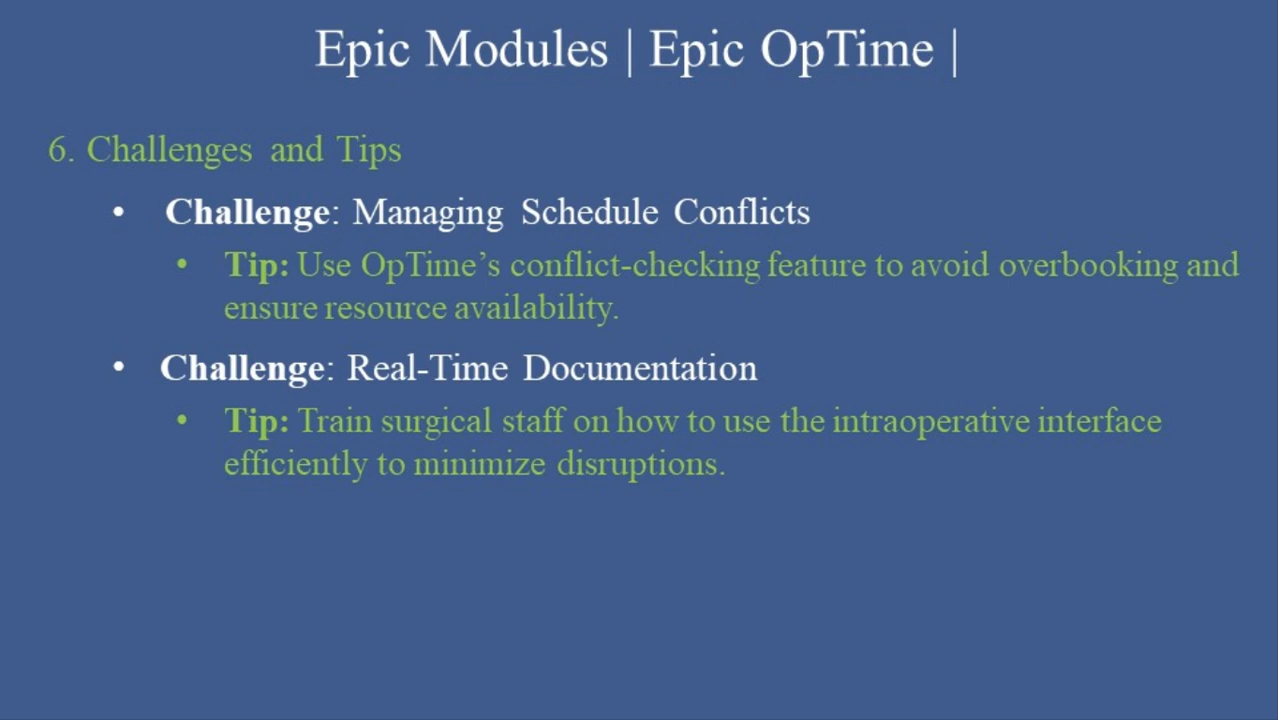 Epic Modules | Epic OpTime |
6. Challenges and Tips
• Challenge: Managing Schedule Conflicts
• Tip: Use OpTime’s conflict-checking feature to avoid overbooking and
ensure resource availability.
• Challenge: Real-Time Documentation
• Tip: Train surgical staff on how to use the intraoperative interface
efficiently to minimize disruptions.